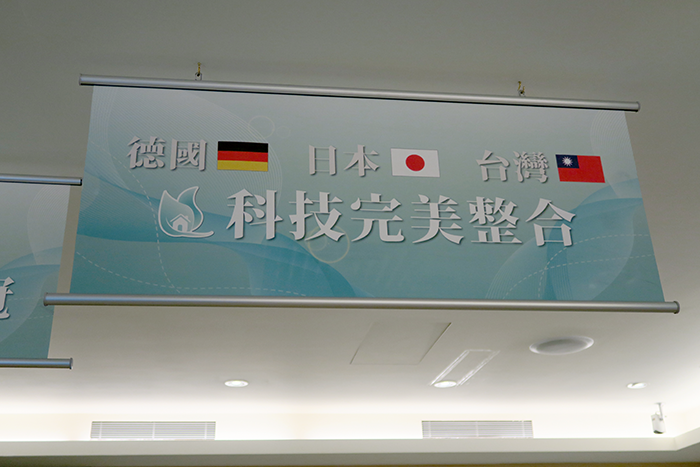 德國 日本 台灣
科技完美整合